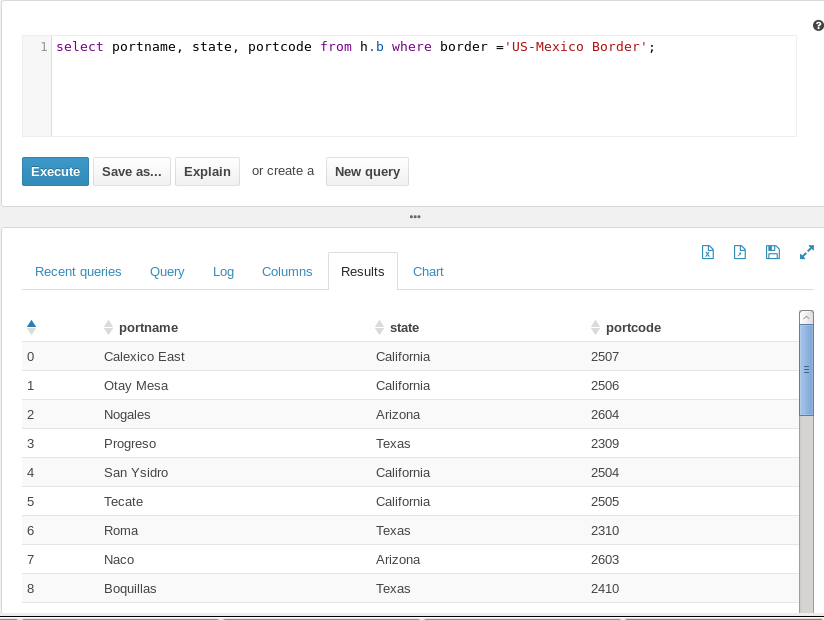 1 select portname, state, portcode from h.b where border ='US-Mexico Border';
Execute Save as... Explain or create a New query
Recent queries Query Log Columns Results Chart
portname state portcode
0 Calexico East California 2507
1 Otay Mesa California 2506
2 Nogales Arizona 2604
3 Progreso Texas 2309
4 San Ysidro California 2504
5 Tecate California 2505
6 Roma Texas 2310
7 Naco Arizona 2603
8 Boquillas Texas 2410